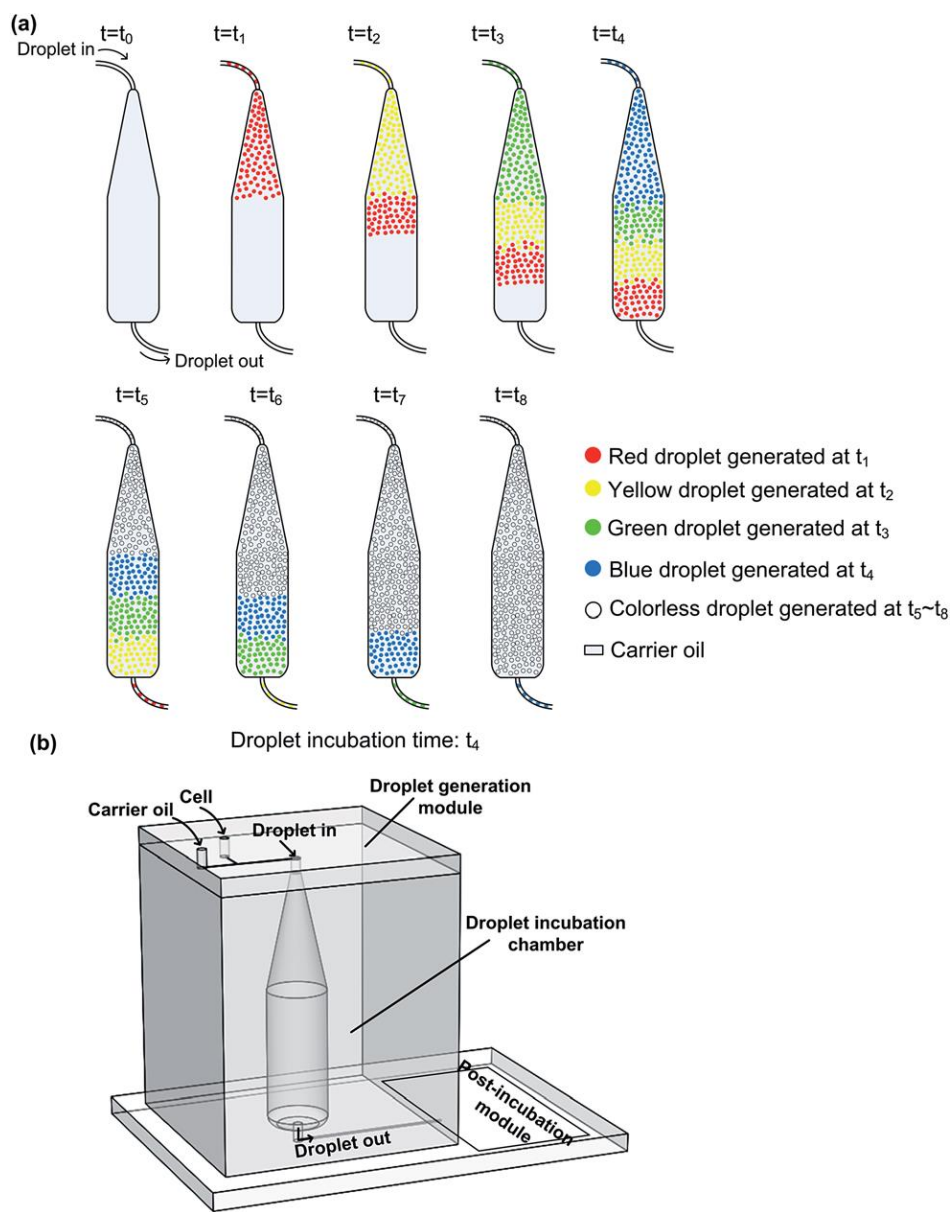 (a)
t=t₀ t=t₁ t=t₂ t=t₃ t=t₄
Droplet in
Droplet out
t=t₅ t=t₆ t=t₇ t=t₈
Red droplet generated at t₁
Yellow droplet generated at t₂
Green droplet generated at t₃
Blue droplet generated at t₄
Colorless droplet generated at t₅~t₈
Carrier oil
Droplet incubation time: t₄
(b)
Droplet generation
module
Cell
Carrier oil
Droplet in
Droplet incubation
chamber
Post-incubation
module
Droplet out